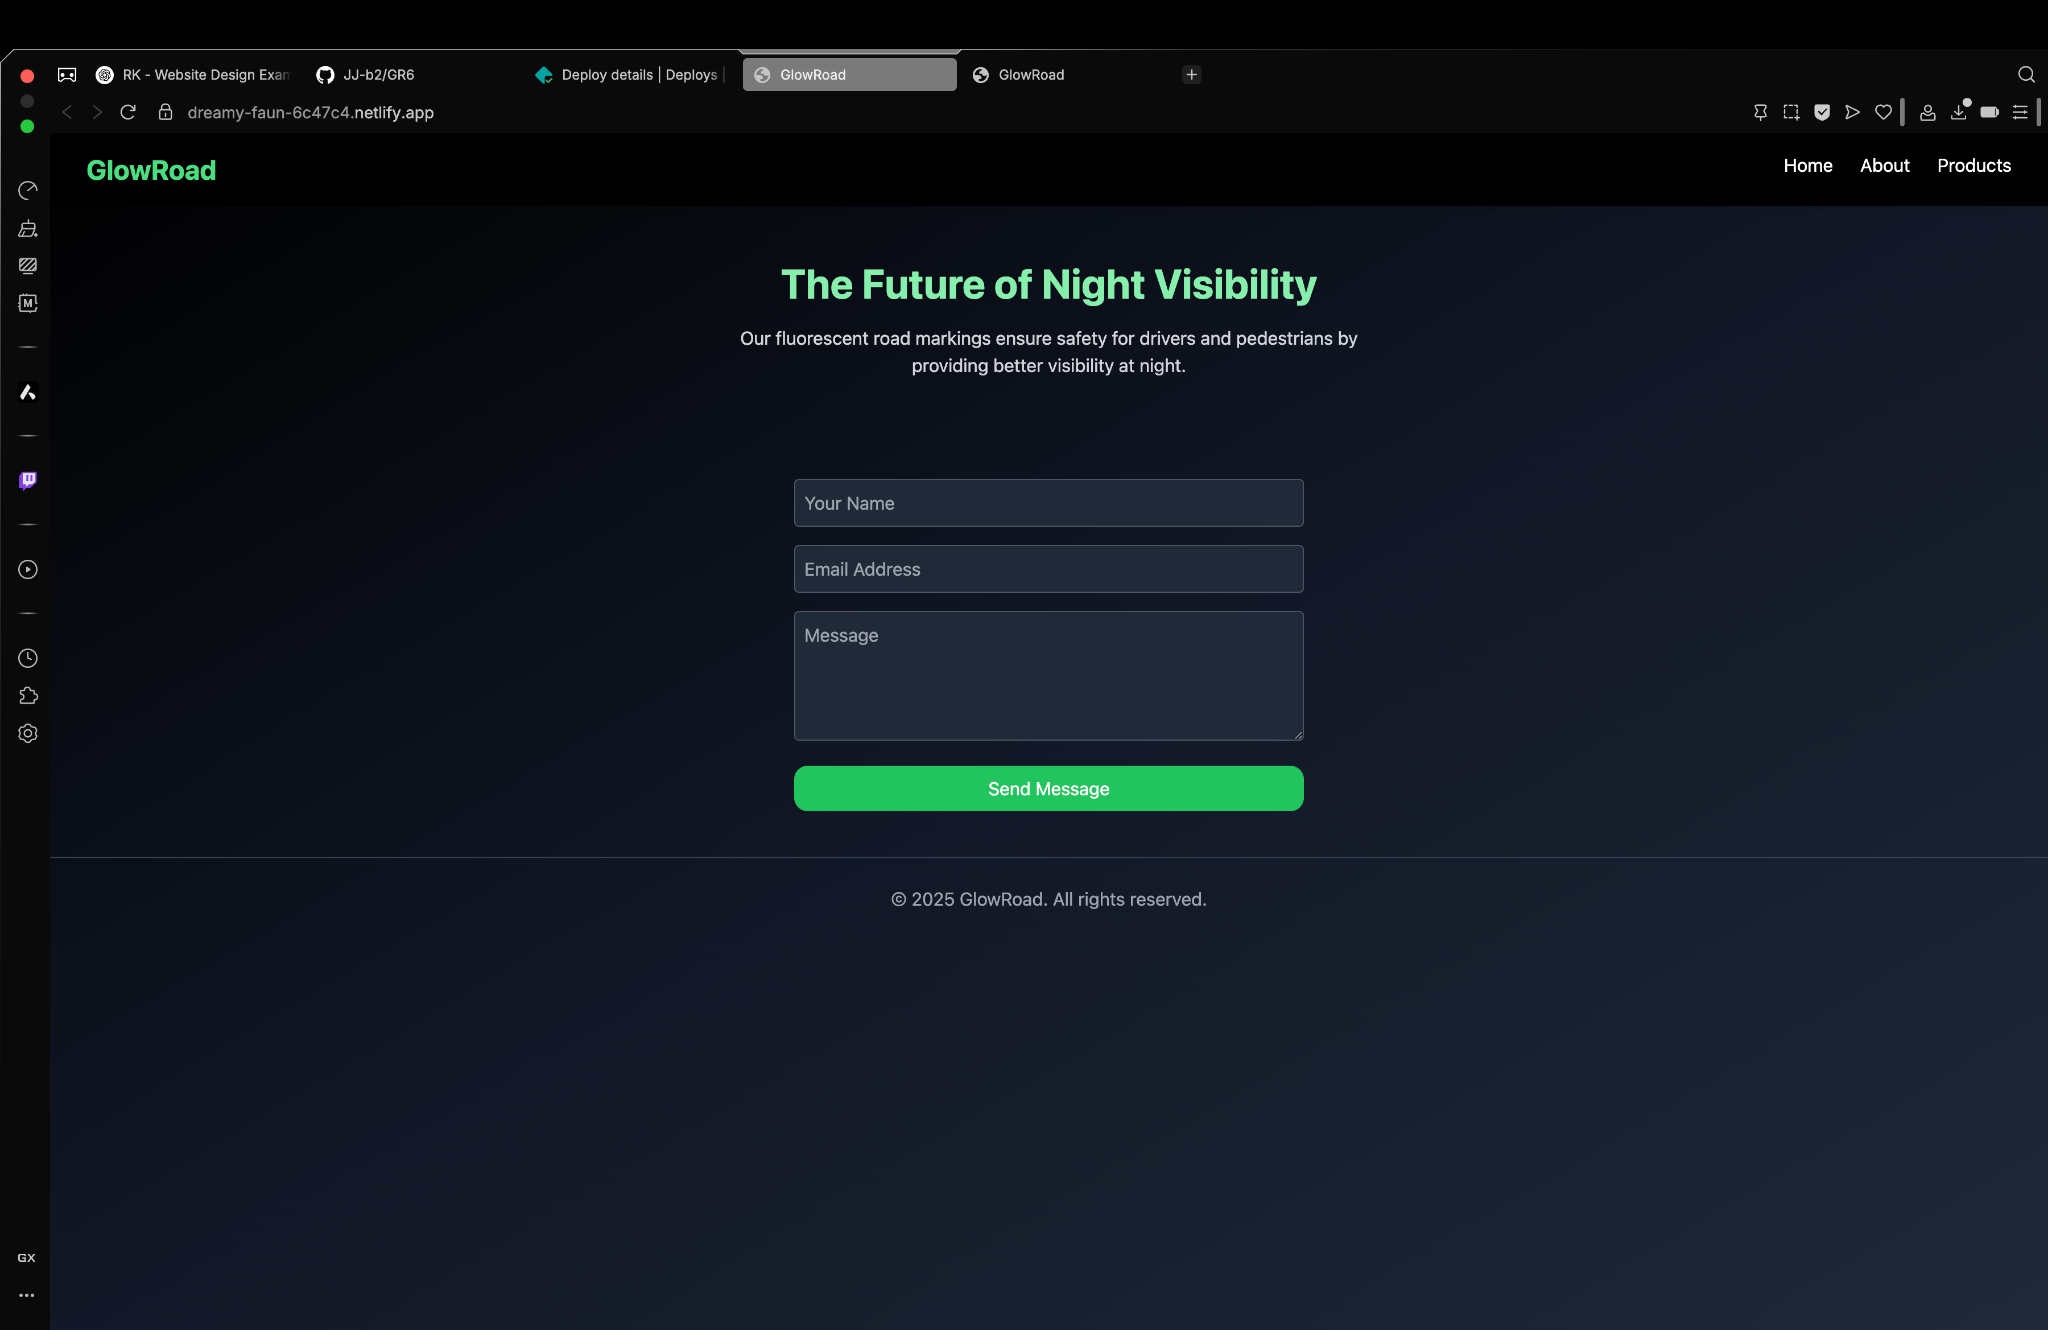 RK - Website Design Exam
JJ-b2/GR6
Deploy details | Deploys |
GlowRoad
GlowRoad
dreamy-faun-6c47c4.netlify.app
GlowRoad
Home
About
Products
M
The Future of Night Visibility
Our fluorescent road markings ensure safety for drivers and pedestrians by
providing better visibility at night.
Your Name
Email Address
Message
Send Message
© 2025 GlowRoad. All rights reserved.
GX